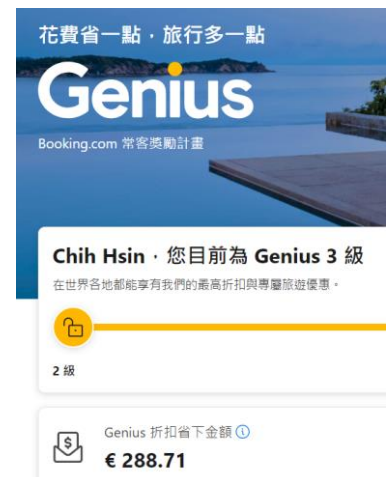 花費省一點，旅行多一點
Genius
Booking.com 常客獎勵計畫
Chih Hsin，您目前為 Genius 3 級
在世界各地都能享有我們的最高折扣與專屬旅遊優惠。
2 級
Genius 折扣省下金額
€ 288.71